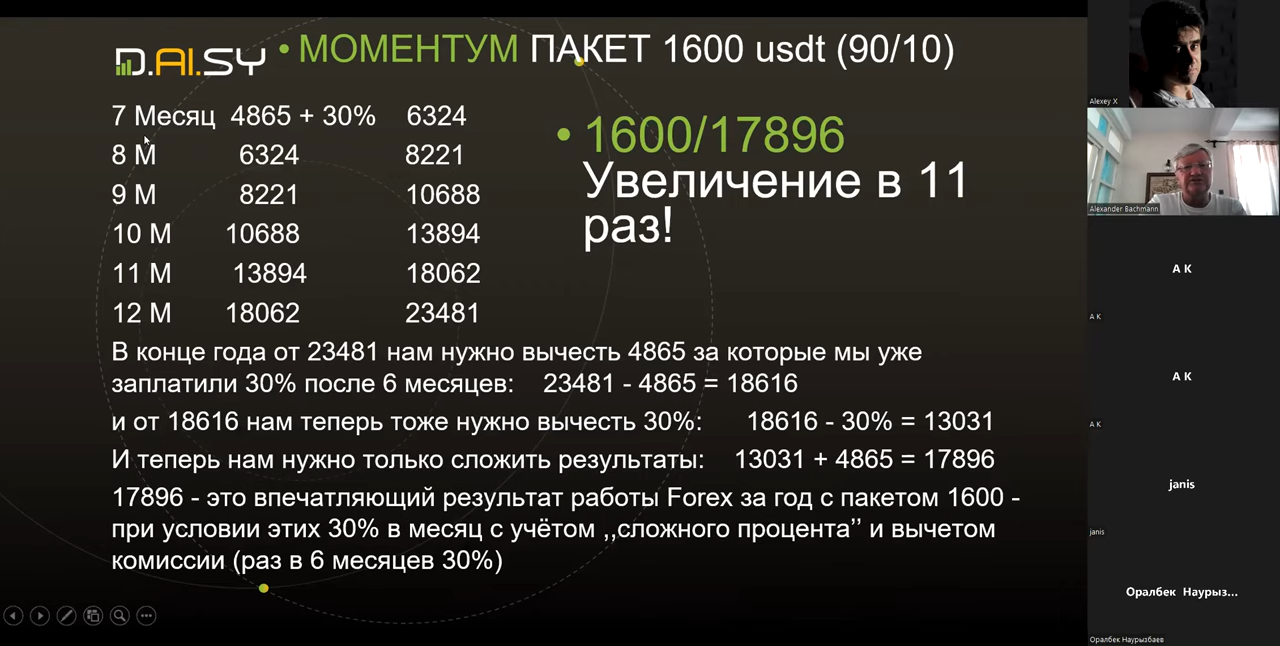 D.AI.SY
• МОМЕНТУМ ПАКЕТ 1600 usdt (90/10)
7 Месяц 4865 + 30% 6324
8 М 6324 8221
9 М 8221 10688
10 М 10688 13894
11 М 13894 18062
12 М 18062 23481
• 1600/17896
Увеличение в 11
раз!
В конце года от 23481 нам нужно вычесть 4865 за которые мы уже
заплатили 30% после 6 месяцев: 23481 - 4865 = 18616
и от 18616 нам теперь тоже нужно вычесть 30%: 18616 - 30% = 13031
И теперь нам нужно только сложить результаты: 13031 + 4865 = 17896
17896 - это впечатляющий результат работы Forex за год с пакетом 1600 -
при условии этих 30% в месяц с учётом ,,сложного процента’’ и вычетом
комиссии (раз в 6 месяцев 30%)
Alexey X
Alexander Bachmann
A K
A K
A K
A K
janis
janis
Оралбек Наурыз...
Оралбек Наурызбаев